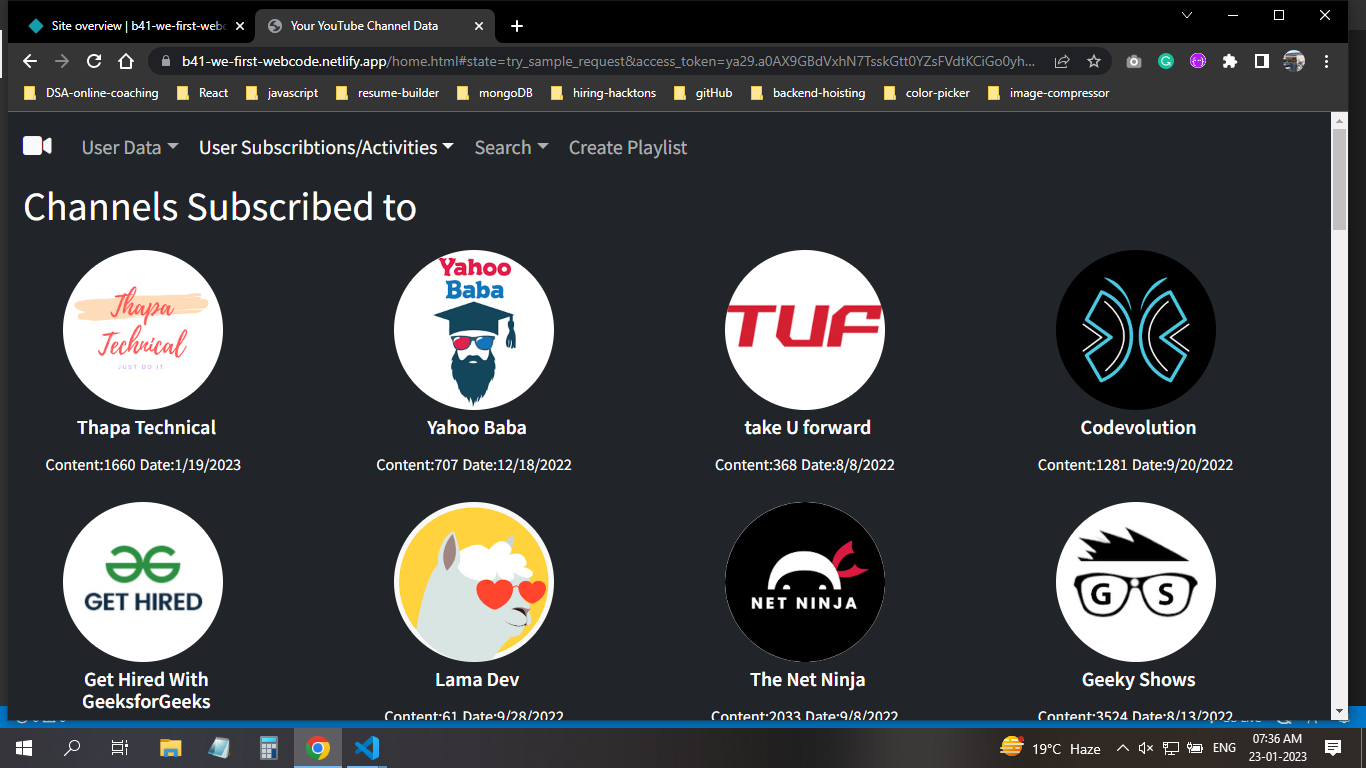 Site overview | b41-we-first-webc
Your YouTube Channel Data
b41-we-first-webcode.netlify.app/home.html#state=try_sample_request&access_token=ya29.a0AX9GBdVxhN7TsskGtt0YZsFVdtKCiGo0yh...
DSA-online-coaching React javascript resume-builder mongoDB hiring-hacktons gitHub backend-hoisting color-picker image-compressor
User Data User Subscribtions/Activities Search Create Playlist
Channels Subscribed to
Thapa
Technical
JUST DO IT
Yahoo
Baba
TUF
Thapa Technical Yahoo Baba take U forward Codevolution
Content:1660 Date:1/19/2023 Content:707 Date:12/18/2022 Content:368 Date:8/8/2022 Content:1281 Date:9/20/2022
GET HIRED
NET NINJA
G S
Get Hired With
GeeksforGeeks
Lama Dev The Net Ninja Geeky Shows
Content:61 Date:9/28/2022 Content:2033 Date:9/8/2022 Content:3524 Date:8/13/2022
19°C Haze ENG
07:36 AM
23-01-2023